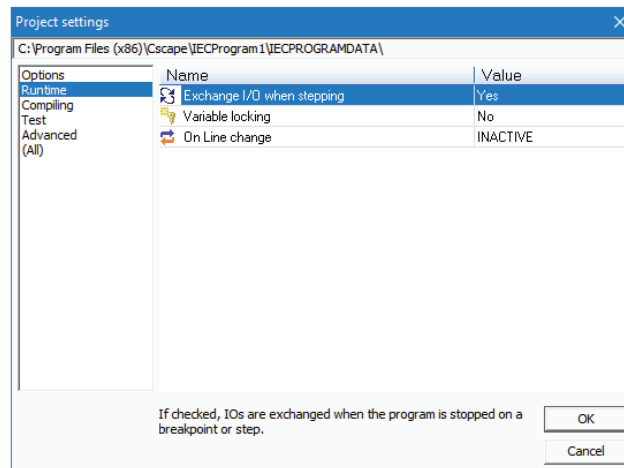 Project settings
C:\Program Files (x86)\Cscape\IECProgram1\IECPROGRAMDATA\
Options
Runtime
Compiling
Test
Advanced
(All)
Name Value
Exchange I/O when stepping Yes
Variable locking No
On Line change INACTIVE
If checked, IOs are exchanged when the program is stopped on a
breakpoint or step.
OK
Cancel